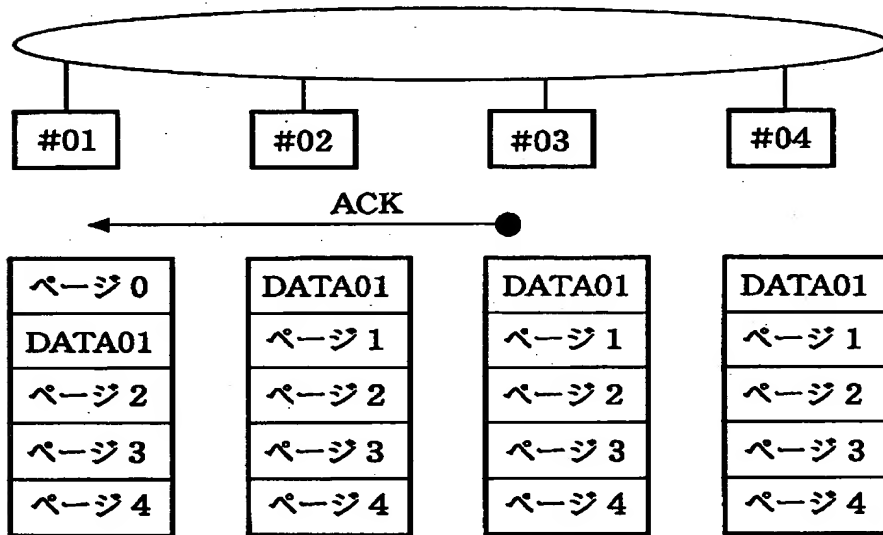 #01 #02 #03 #04
ACK
ページ 0 DATA01 DATA01 DATA01
DATA01 ページ 1 ページ 1 ページ 1
ページ 2 ページ 2 ページ 2 ページ 2
ページ 3 ページ 3 ページ 3 ページ 3
ページ 4 ページ 4 ページ 4 ページ 4